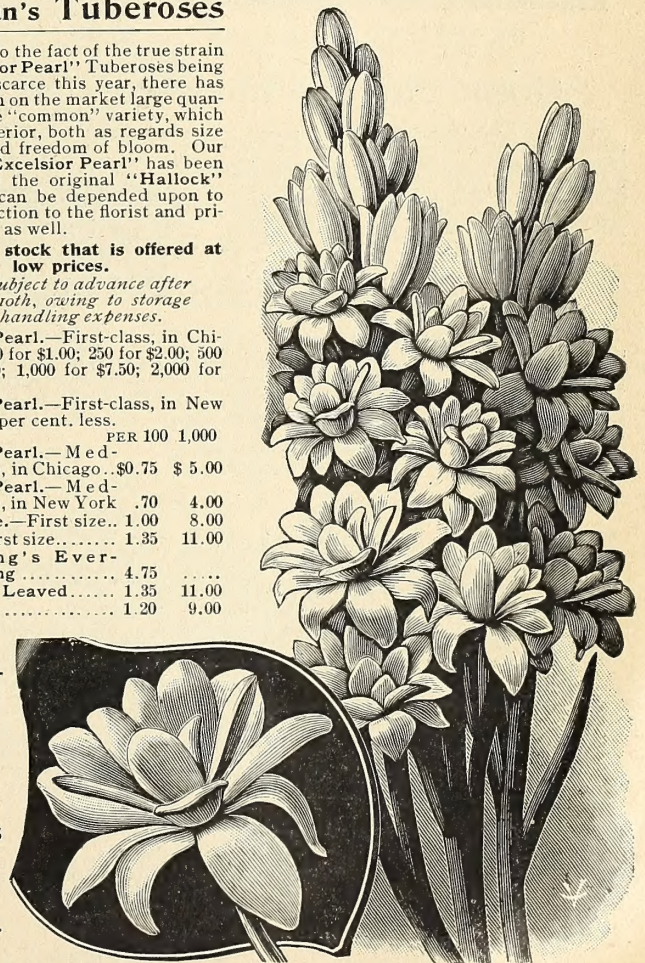 n's Tuberoses
o the fact of the true strain
or Pearl" Tuberoses being
scarce this year, there has
n on the market large quan-
e "common" variety, which
erior, both as regards size
d freedom of bloom. Our
Excelsior Pearl" has been
the original "Hallock"
can be depended upon to
ction to the florist and pri-
as well.
stock that is offered at
low prices.
ubject to advance after
roth, owing to storage
handling expenses.
Pearl.—First-class, in Chi-
0 for $1.00; 250 for $2.00; 500
; 1,000 for $7.50; 2,000 for
Pearl.—First-class, in New
per cent. less.
PER 100 1,000
Pearl.—Med-
, in Chicago..$0.75 $ 5.00
Pearl.—Med-
, in New York .70 4.00
e.—First size.. 1.00 8.00
rst size........ 1.35 11.00
ng's Ever-
ng ............ 4.75 .....
Leaved...... 1.35 11.00
.............. 1.20 9.00